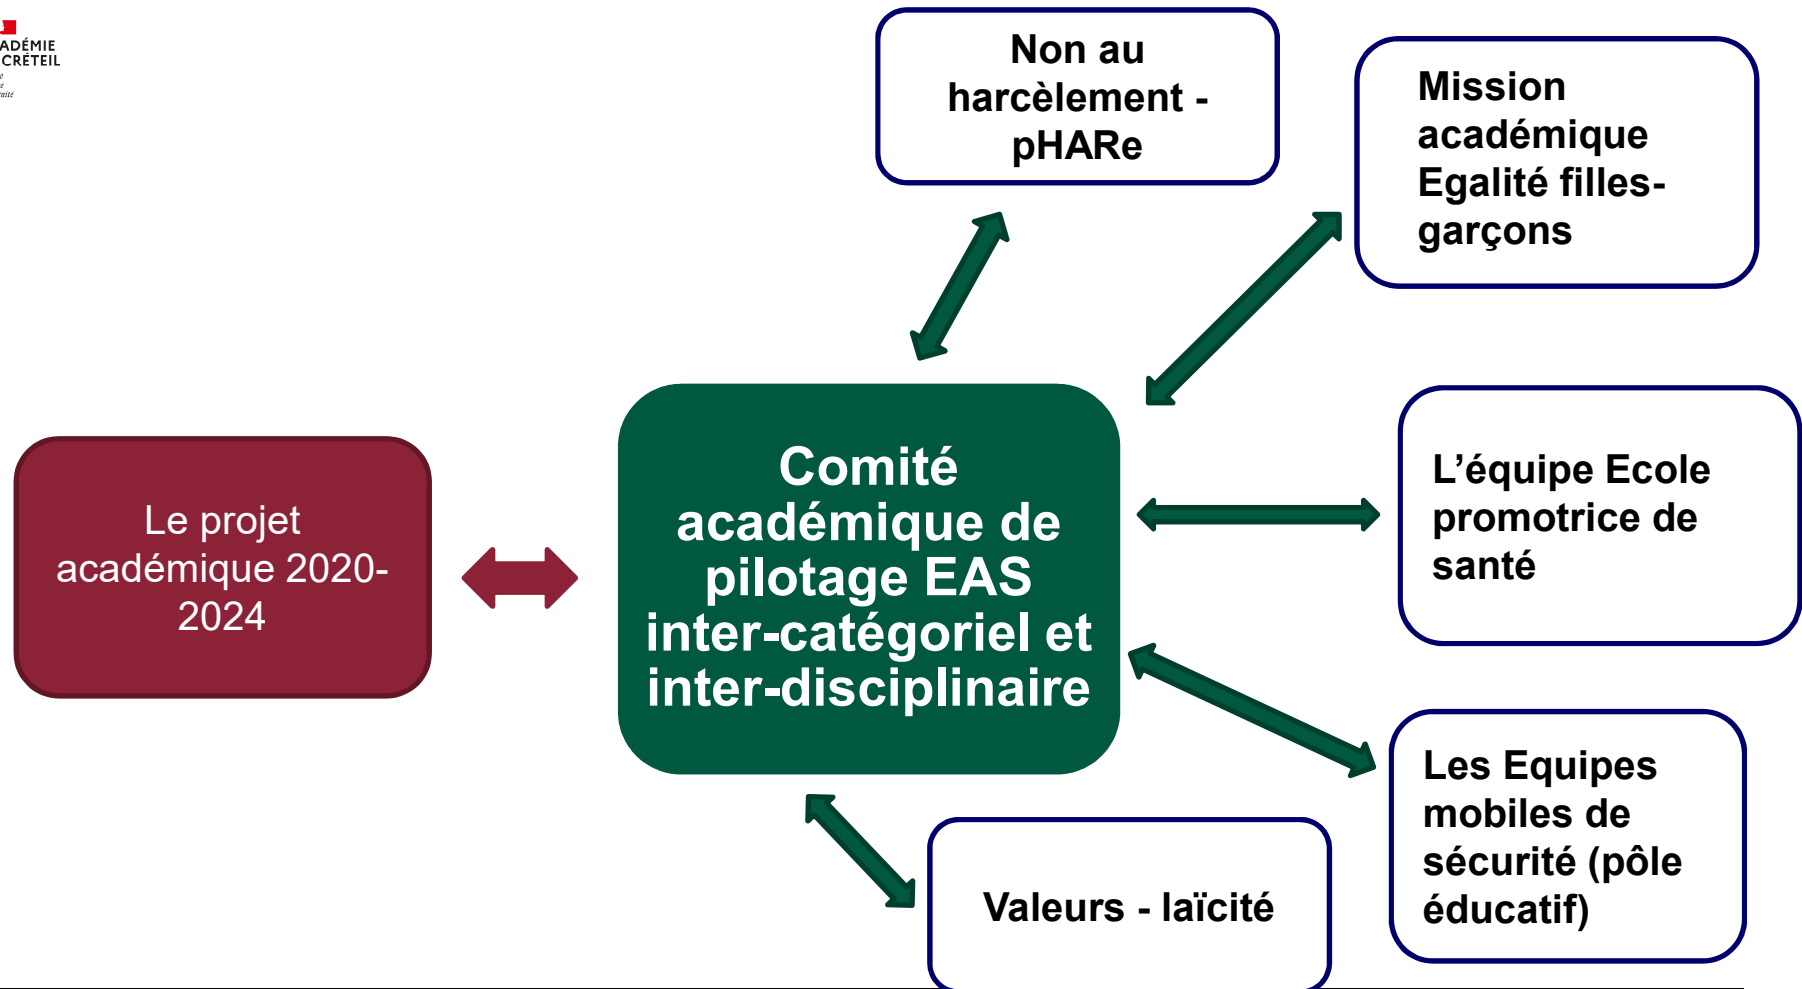 ADÉMIE
CRÉTEIL
Non au
harcèlement -
pHARe
Mission
académique
Egalité filles-
garçons
Comité
académique de
pilotage EAS
inter-catégoriel et
inter-disciplinaire
Le projet
académique 2020-
2024
L’équipe Ecole
promotrice de
santé
Les Equipes
mobiles de
sécurité (pôle
éducatif)
Valeurs - laïcité